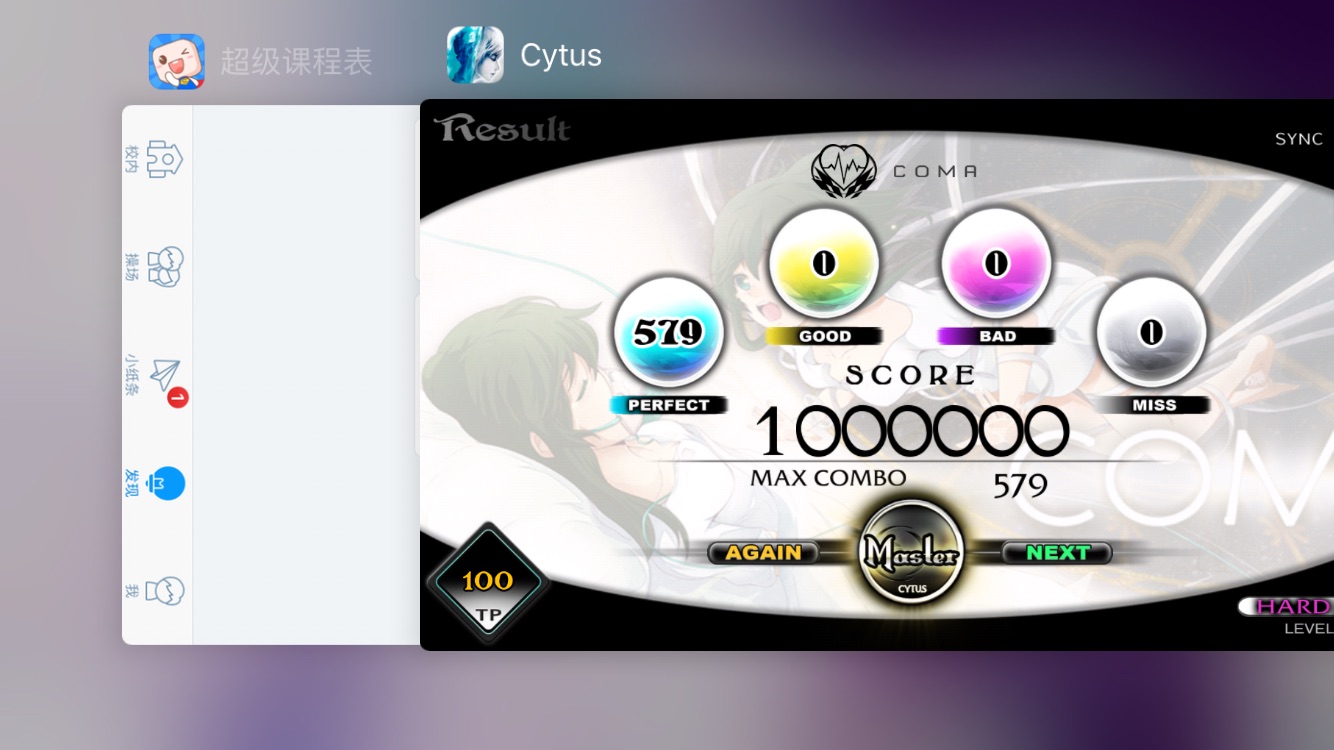 超级课程表
Cytus
校内
操场
小纸条
1
发现
我
Result
SYNC
COMA
0
0
579
0
GOOD
BAD
PERFECT
MISS
SCORE
1000000
MAX COMBO 579
COM
AGAIN
Master
CYTUS
NEXT
100
TP
HARD
LEVEL